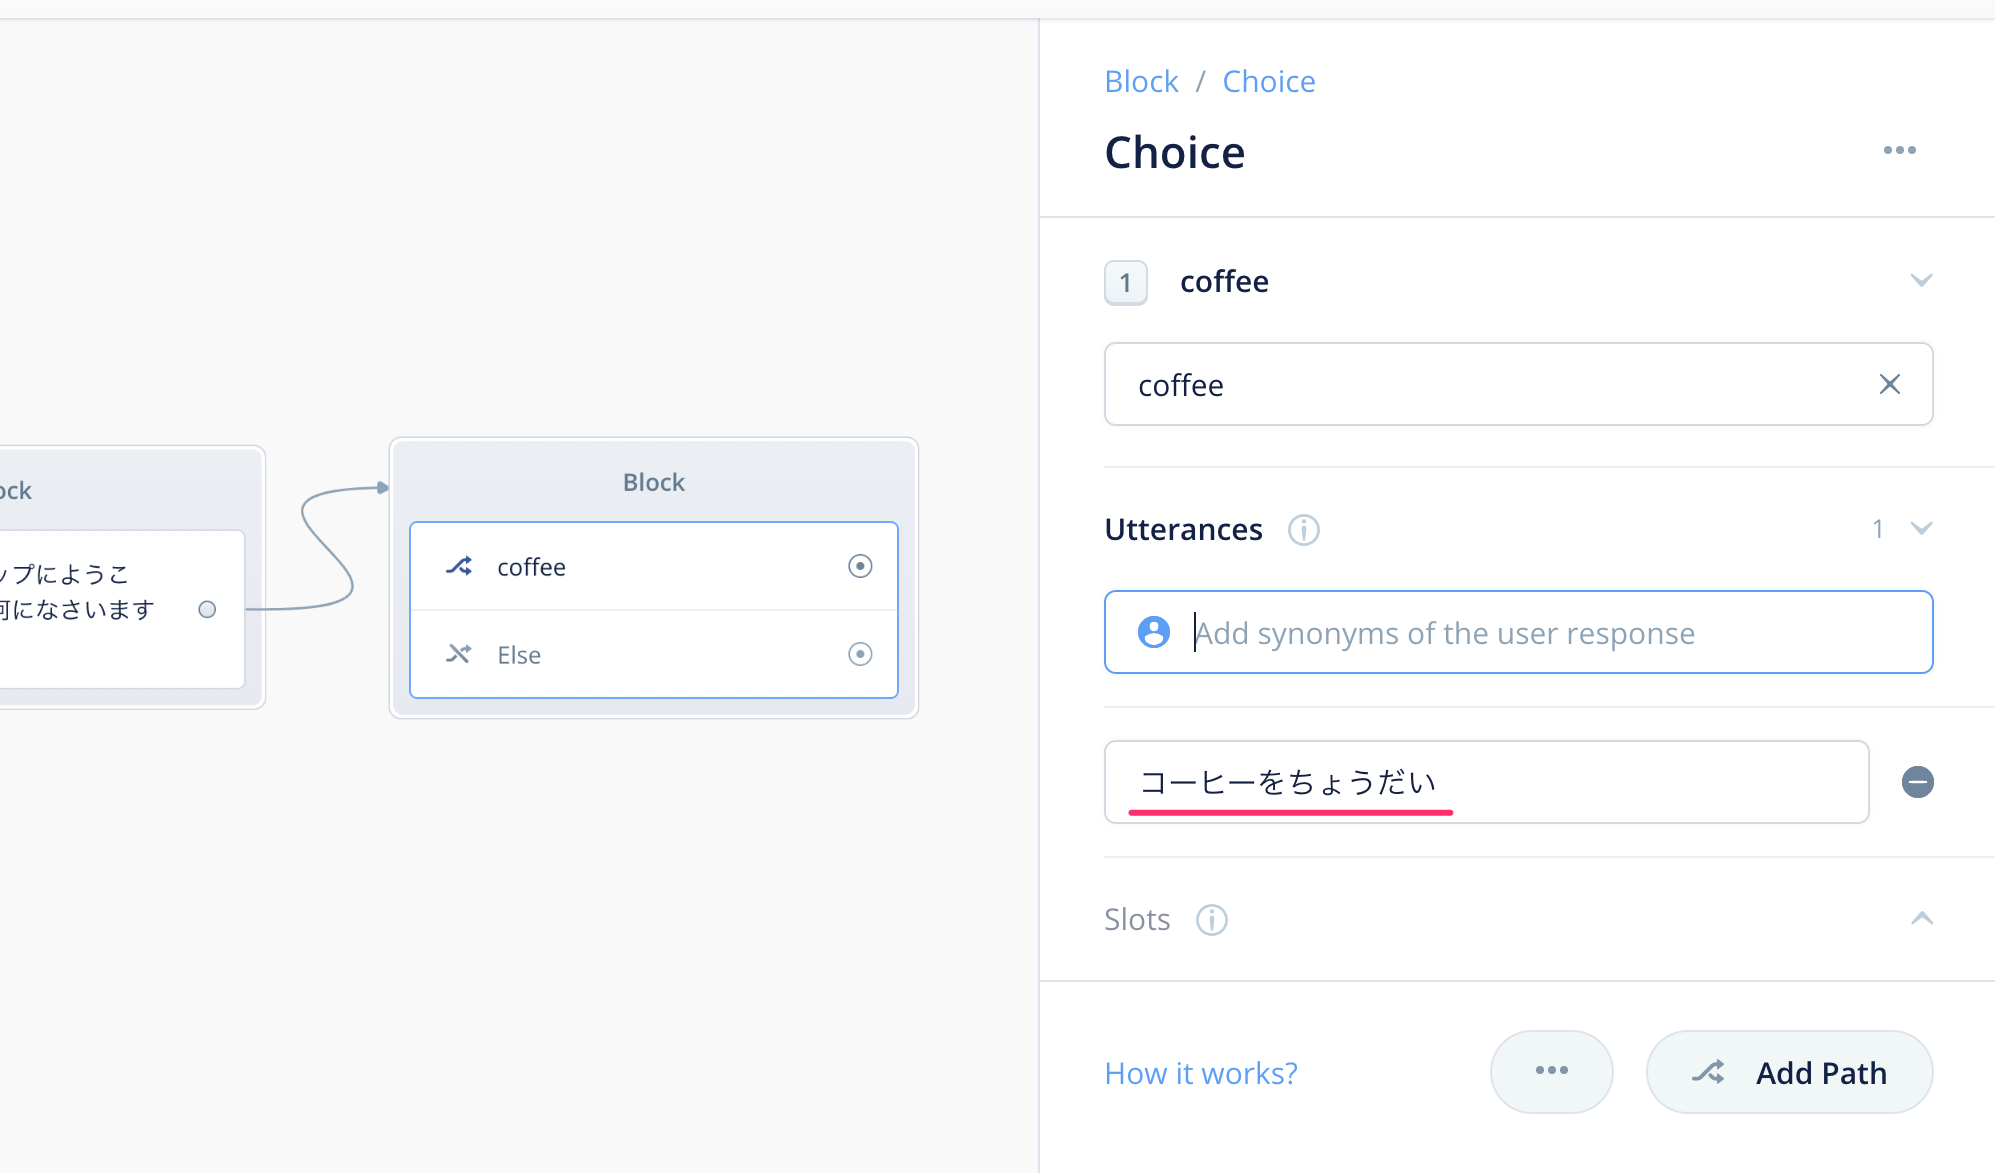 ップにようこ
何になさいます
Block
coffee
Else
Block / Choice
Choice
1 coffee
coffee
Utterances
1
Add synonyms of the user response
コーヒーをちょうだい
Slots
How it works?
Add Path